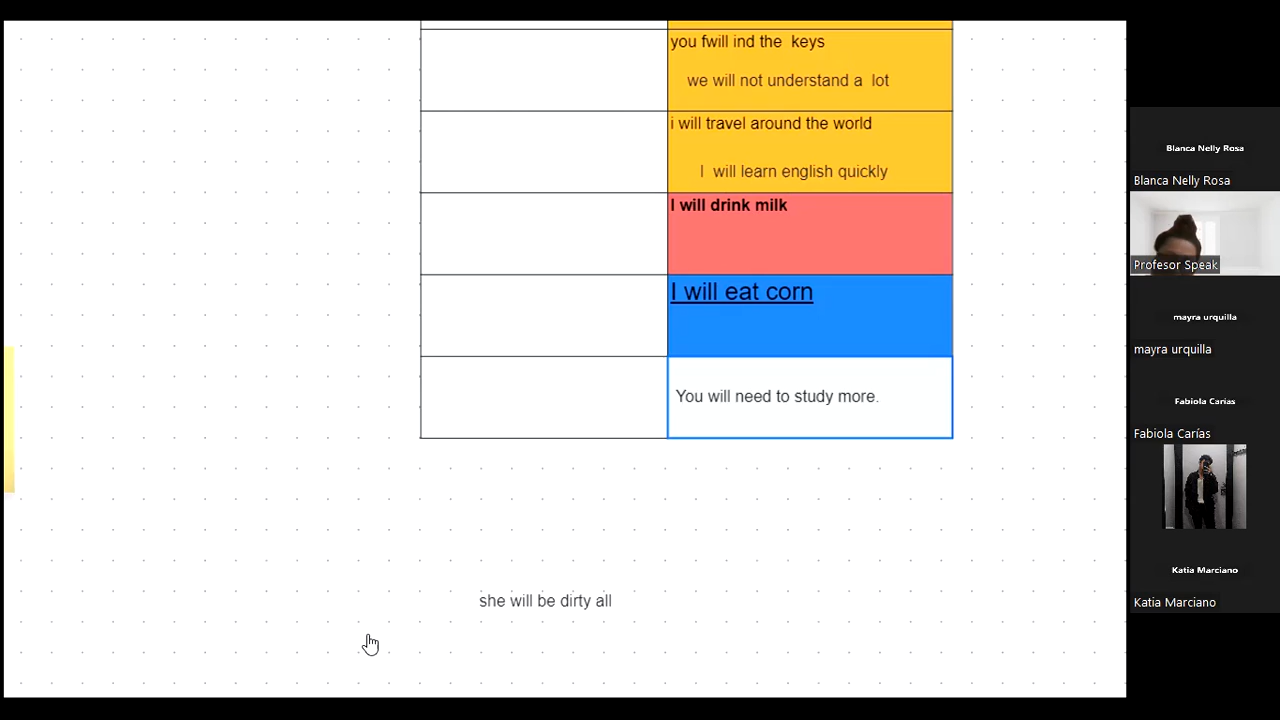 you fwill ind the  keys
we will not understand a  lot
i will travel around the world
I  will learn english quickly
I will drink milk
I will eat corn
You will need to study more.
she will be dirty all
Blanca Nelly Rosa
Blanca Nelly Rosa
Profesor Speak
mayra urquilla
mayra urquilla
Fabiola Carías
Fabiola Carías
Katia Marciano
Katia Marciano